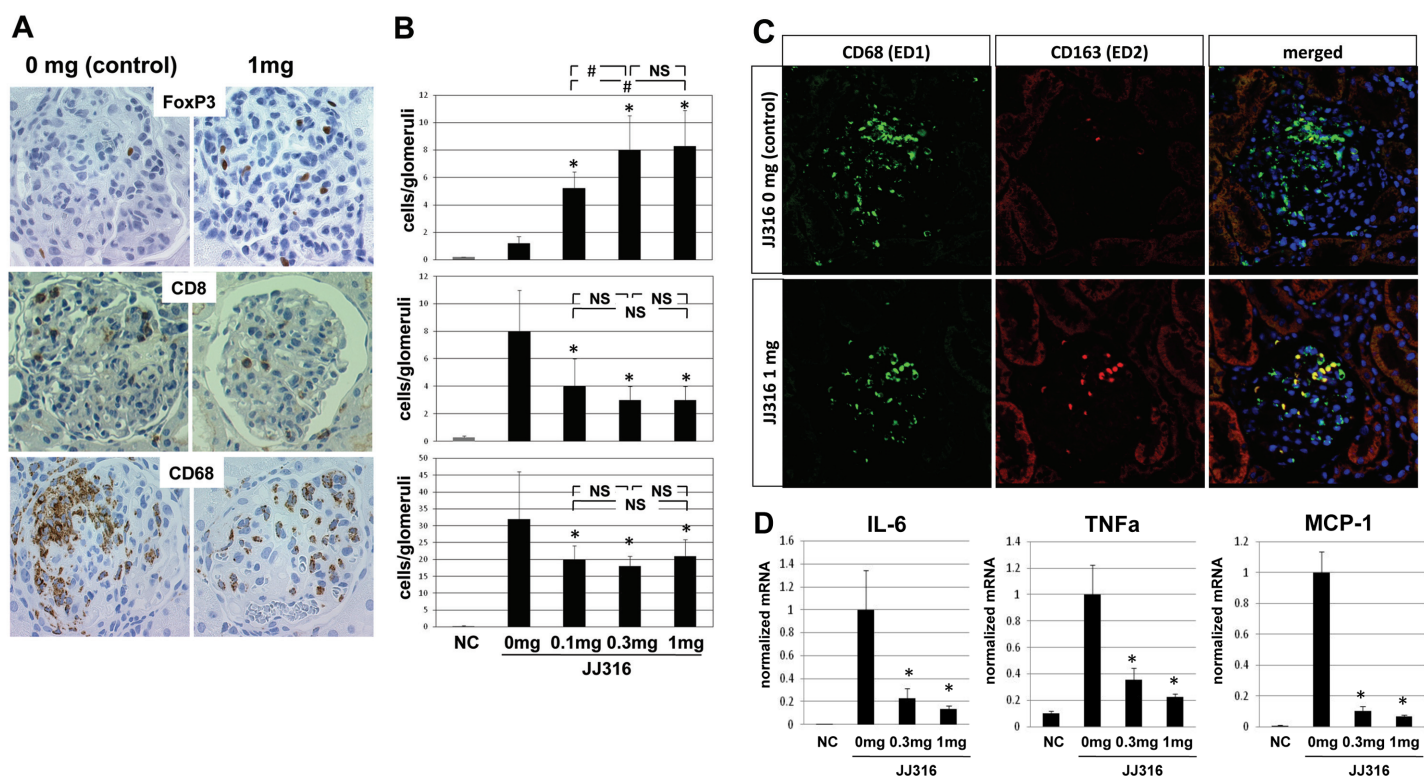 A
0 mg (control) 1mg
FoxP3
CD8
CD68
B
# NS
#
* * *
12
10
8
6
4
2
0
cells/glomeruli
NS NS
NS
* * *
12
10
8
6
4
2
0
cells/glomeruli
NS NS
NS
* * *
50
45
40
35
30
25
20
15
10
5
0
cells/glomeruli
NC 0mg 0.1mg 0.3mg 1mg
JJ316
C
CD68 (ED1) CD163 (ED2) merged
JJ316 0 mg (control)
JJ316 1 mg
D
IL-6
1.6
1.4
1.2
1
0.8
0.6
0.4
0.2
0
normalized mRNA
* *
NC 0mg 0.3mg 1mg
JJ316
TNFa
1.4
1.2
1
0.8
0.6
0.4
0.2
0
normalized mRNA
* *
NC 0mg 0.3mg 1mg
JJ316
MCP-1
1.2
1
0.8
0.6
0.4
0.2
0
normalized mRNA
* *
NC 0mg 0.3mg 1mg
JJ316